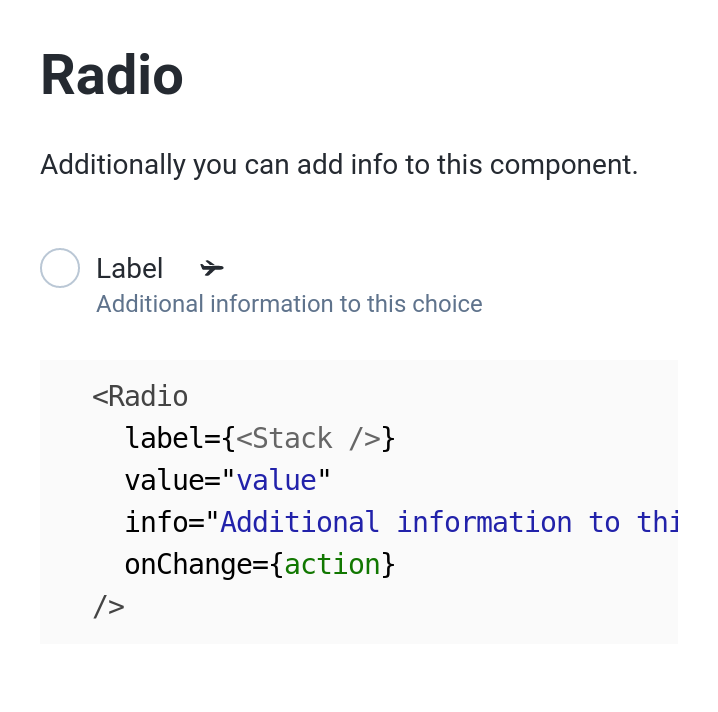 Radio
Additionally you can add info to this component.
Label
Additional information to this choice
<Radio
label={<Stack />}
value="value"
info="Additional information to thi
onChange={action}
/>